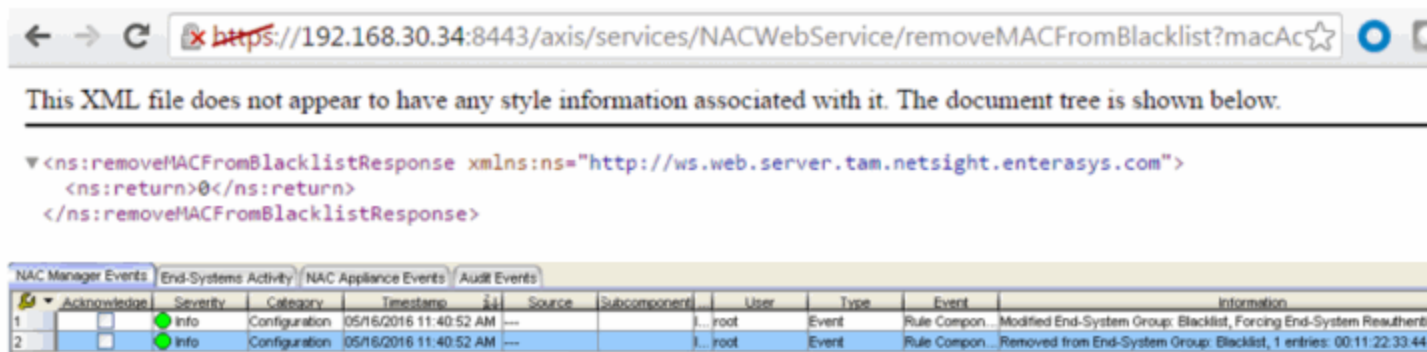 https://192.168.30.34:8443/axis/services/NACWebService/removeMACFromBlacklist?macAc
This XML file does not appear to have any style information associated with it. The document tree is shown below.
▼<ns:removeMACFromBlacklistResponse xmlns:ns="http://ws.web.server.tam.netsight.enterasys.com">
<ns:return>0</ns:return>
</ns:removeMACFromBlacklistResponse>
NAC Manager Events End-Systems Activity NAC Appliance Events Audit Events
Acknowledge Severity Category Timestamp Source Subcomponent User Type Event Information
1 Info Configuration 05/16/2016 11:40:52 AM --- I... root Event Rule Compon... Modified End-System Group: Blacklist, Forcing End-System Reauthenti
2 Info Configuration 05/16/2016 11:40:52 AM --- I... root Event Rule Compon... Removed from End-System Group: Blacklist, 1 entries: 00:11:22:33:44